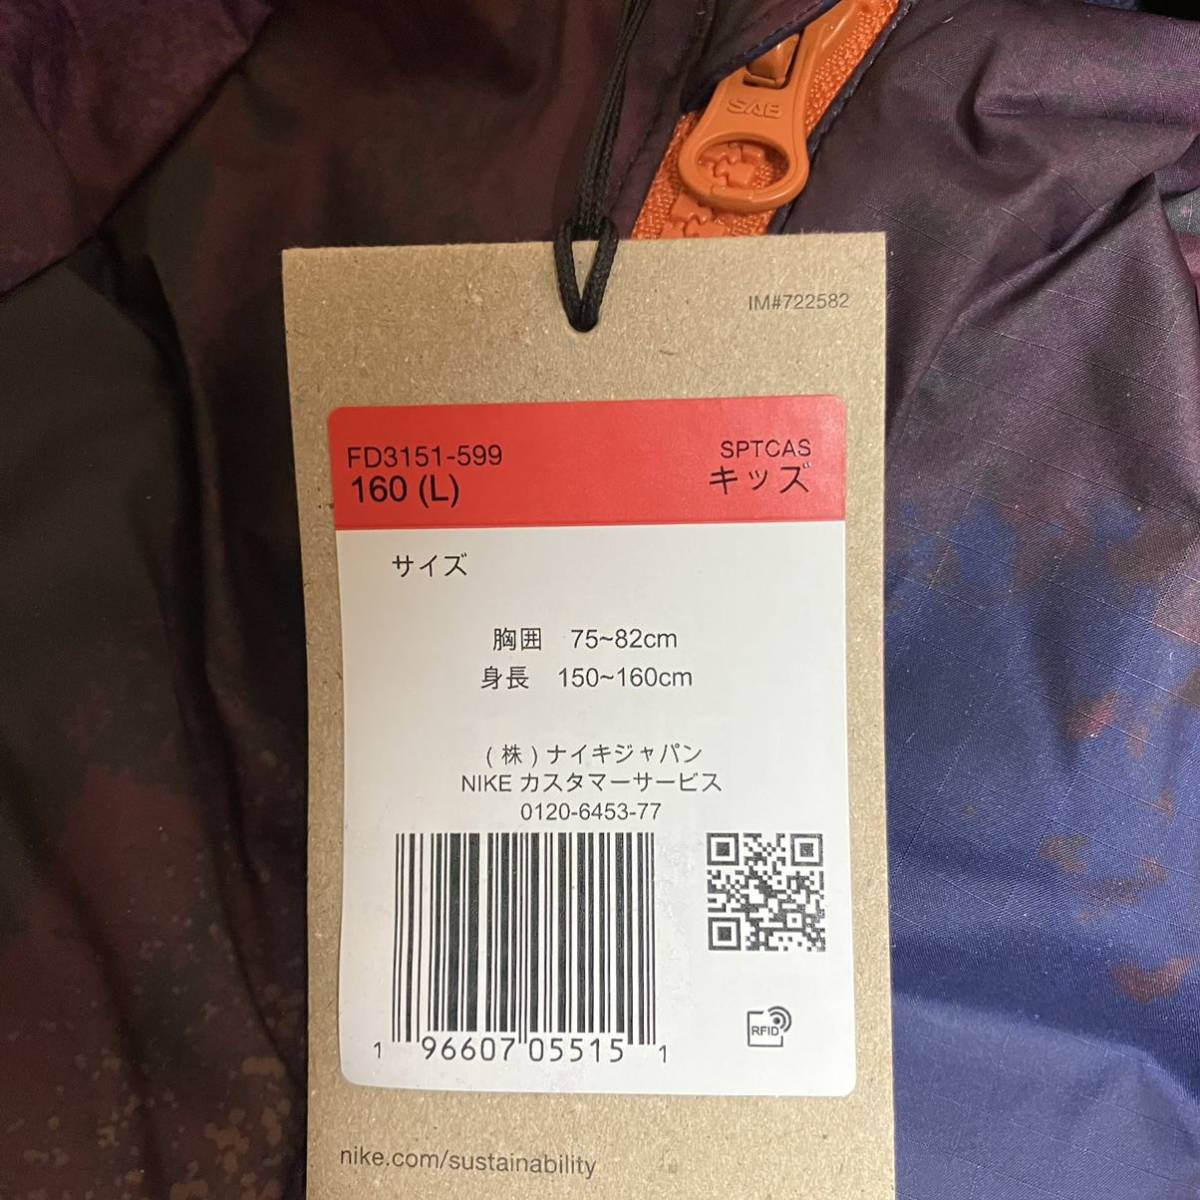 SAB
IM#722582
FD3151-599
SPTCAS
160 (L)
キッズ
サイズ
胸囲 75~82cm
身長 150~160cm
(株)ナイキジャパン
NIKE カスタマーサービス
0120-6453-77
1 96607 05515 1
RFID
nike.com/sustainability